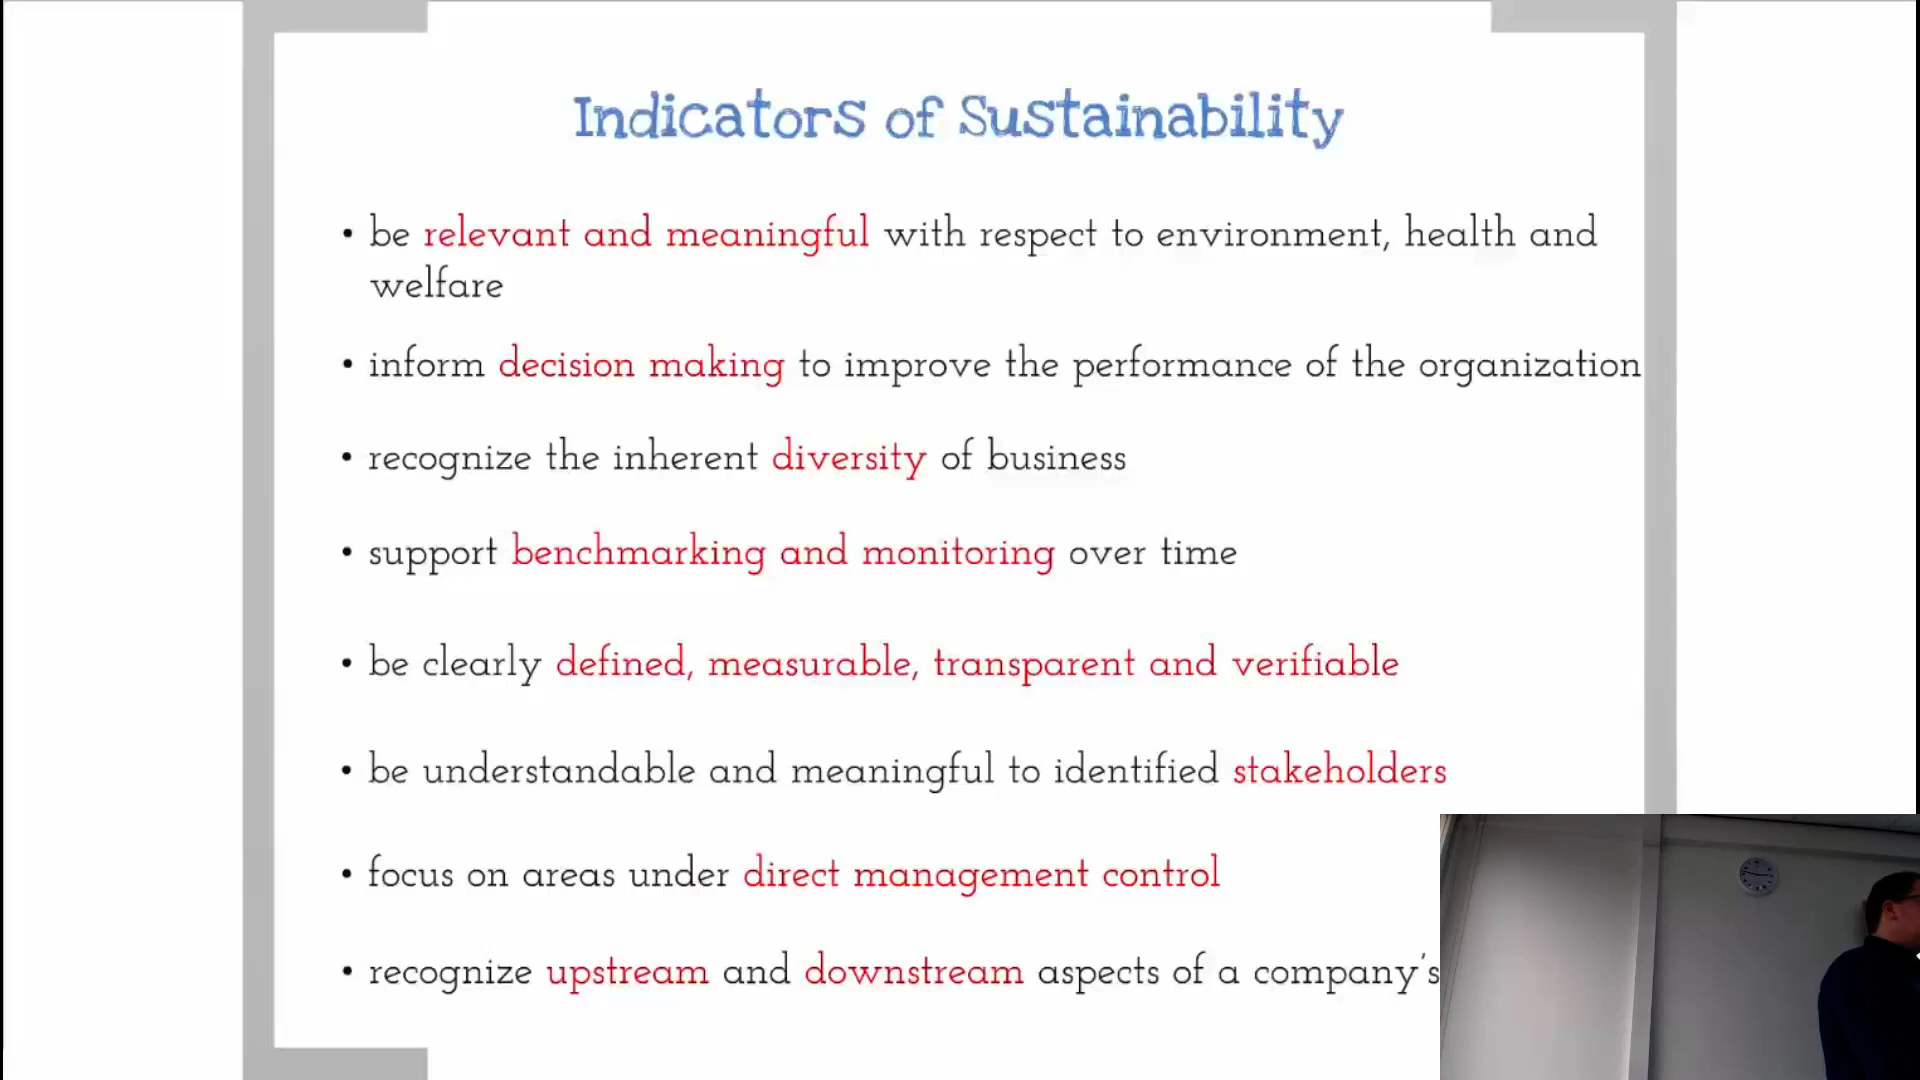 Indicators of Sustainability
• be relevant and meaningful with respect to environment, health and
welfare
• inform decision making to improve the performance of the organization
• recognize the inherent diversity of business
• support benchmarking and monitoring over time
• be clearly defined, measurable, transparent and verifiable
• be understandable and meaningful to identified stakeholders
• focus on areas under direct management control
• recognize upstream and downstream aspects of a company's